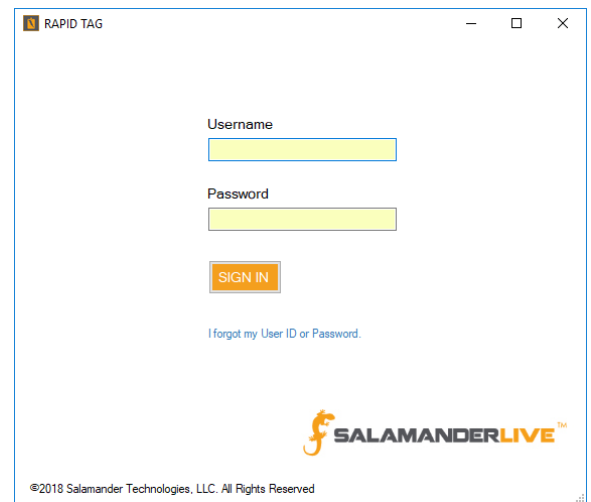 RAPID TAG
Username
Password
SIGN IN
I forgot my User ID or Password.
SALAMANDERLIVE™
©2018 Salamander Technologies, LLC. All Rights Reserved